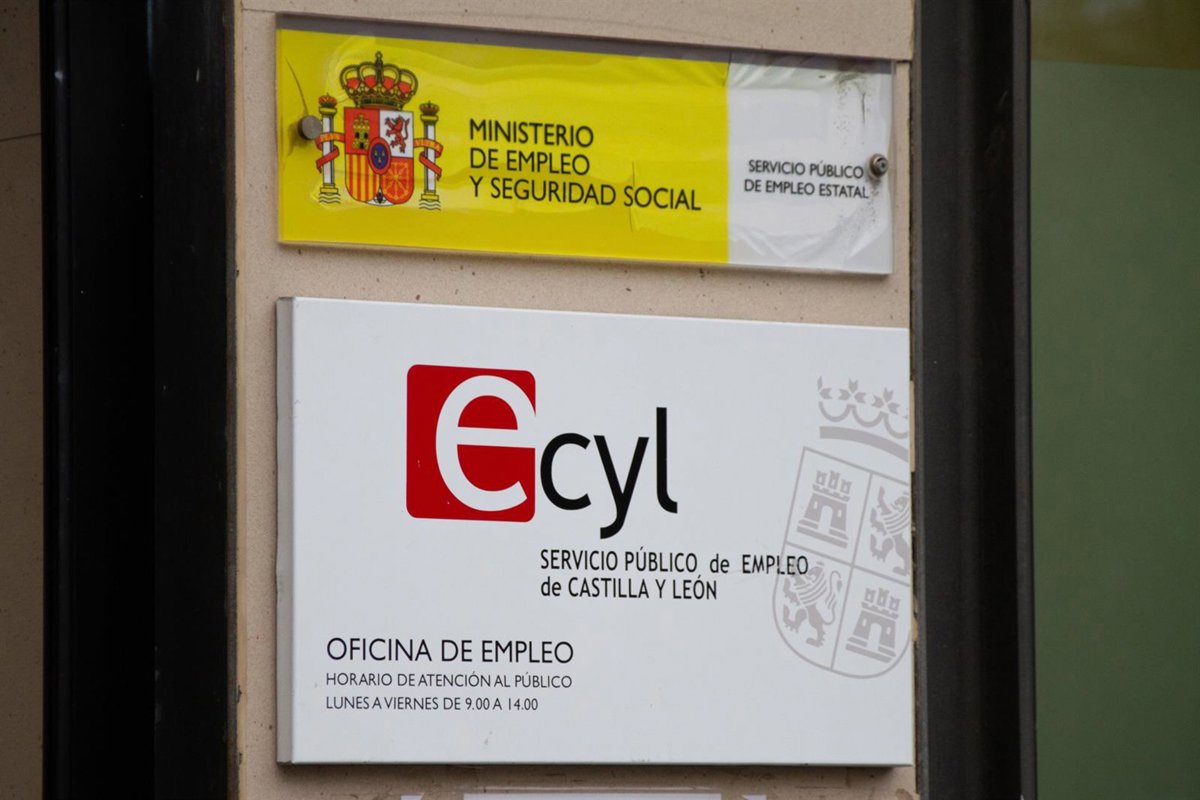 MINISTERIO
DE EMPLEO
Y SEGURIDAD SOCIAL
SERVICIO PÚBLICO
DE EMPLEO ESTATAL
ecyl
SERVICIO PÚBLICO de EMPLEO
de CASTILLA Y LEÓN
OFICINA DE EMPLEO
HORARIO DE ATENCIÓN AL PÚBLICO
LUNES A VIERNES DE 9.00 A 14.00